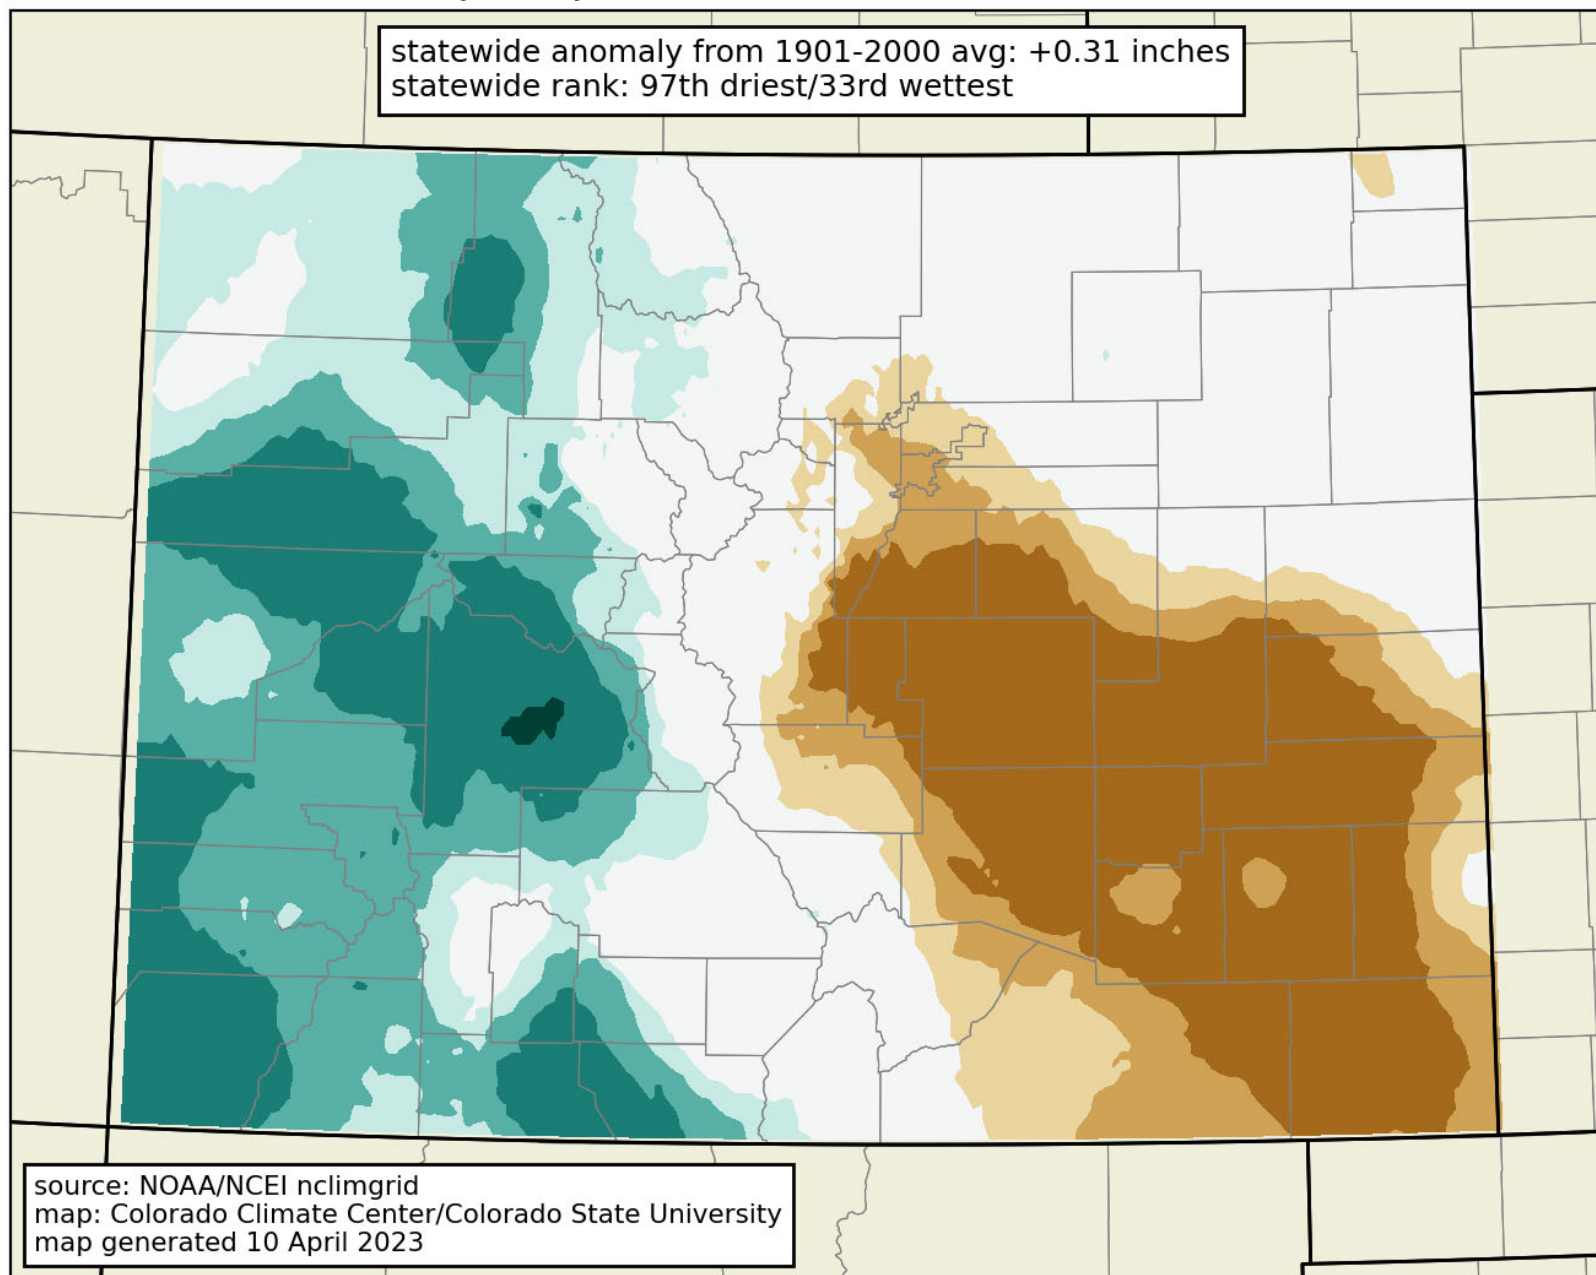 statewide anomaly from 1901-2000 avg: +0.31 inches
statewide rank: 97th driest/33rd wettest
source: NOAA/NCEI nclimgrid
map: Colorado Climate Center/Colorado State University
map generated 10 April 2023